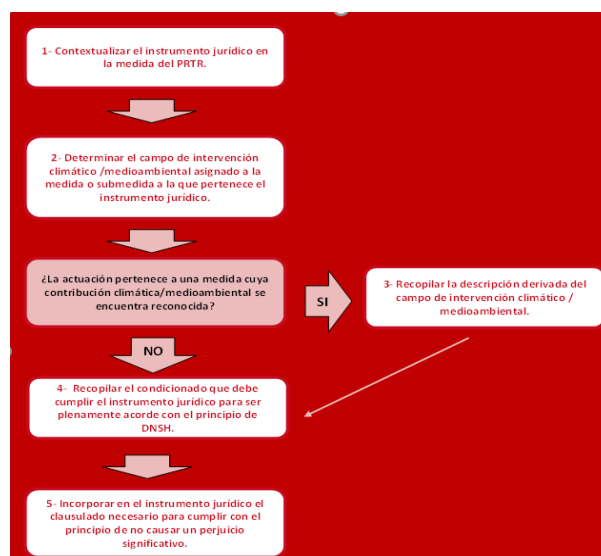 1- Contextualizar el instrumento jurídico en
la medida del PRTR.
2- Determinar el campo de intervención
climático /medioambiental asignado a la
medida o submedida a la que pertenece el
instrumento jurídico.
¿La actuación pertenece a una medida cuya
contribución climática/medioambiental se
encuentra reconocida?
SI
3- Recopilar la descripción derivada del
campo de intervención climático /
medioambiental.
NO
4- Recopilar el condicionado que debe
cumplir el instrumento jurídico para ser
plenamente acorde con el principio de
DNSH.
5- Incorporar en el instrumento jurídico el
clausulado necesario para cumplir con el
principio de no causar un perjuicio
significativo.